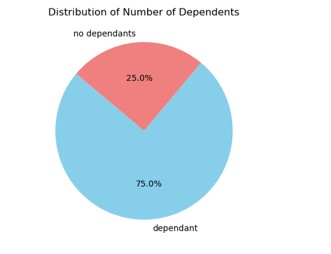 Distribution of Number of Dependents
no dependants
25.0%
75.0%
dependant